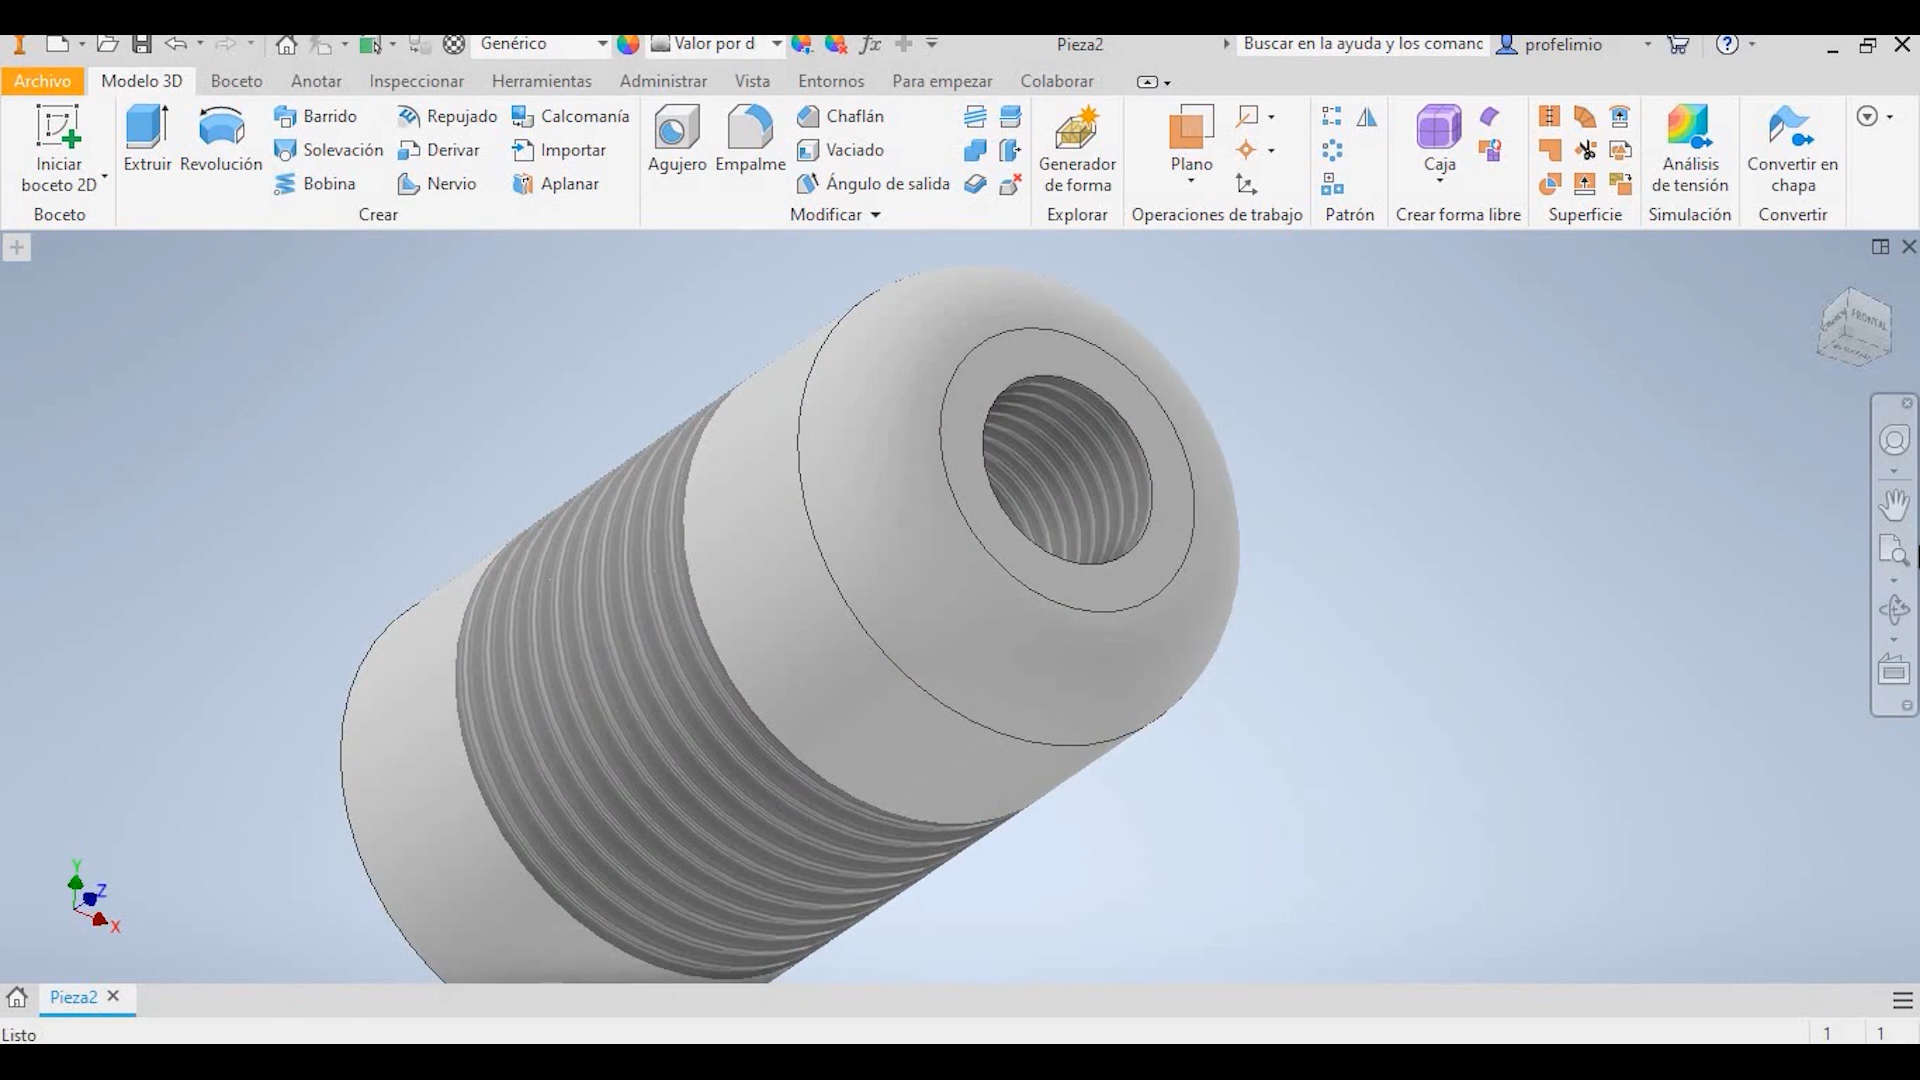 Genérico
Valor por d
fx
Pieza2
Buscar en la ayuda y los comanc
profelimio
Archivo
Modelo 3D
Boceto
Anotar
Inspeccionar
Herramientas
Administrar
Vista
Entornos
Para empezar
Colaborar
Iniciar
boceto 2D
Boceto
Extruir
Revolución
Barrido
Solevación
Bobina
Repujado
Derivar
Nervio
Calcomanía
Importar
Aplanar
Crear
Agujero
Empalme
Chaflán
Vaciado
Ángulo de salida
Modificar
Generador
de forma
Explorar
Plano
Operaciones de trabajo
Patrón
Caja
Crear forma libre
Superficie
Análisis
de tensión
Simulación
Convertir en
chapa
Convertir
FRONTAL
Y
Z
X
Pieza2
Listo
1
1